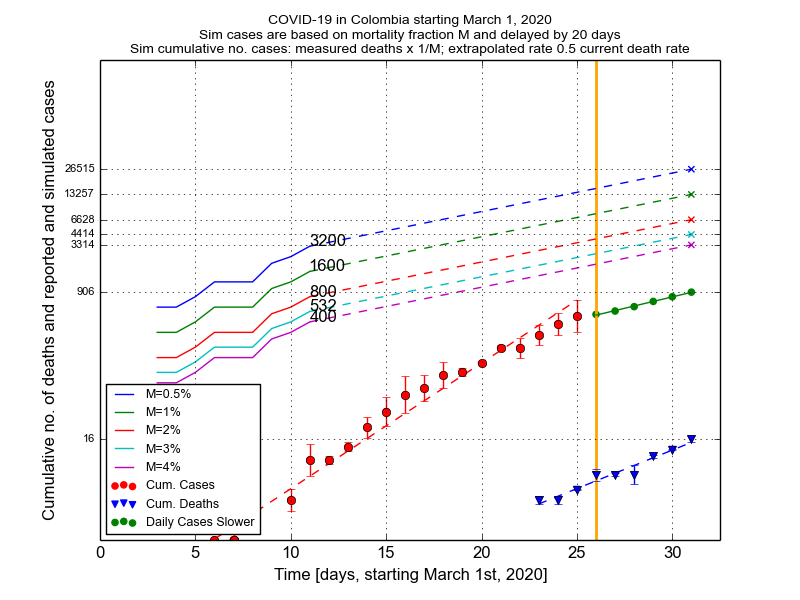 COVID-19 in Colombia starting March 1, 2020
Sim cases are based on mortality fraction M and delayed by 20 days
Sim cumulative no. cases: measured deaths x 1/M; extrapolated rate 0.5 current death rate
Cumulative no. of deaths and reported and simulated cases
26515
13257
6628
4414
3314
906
16
3200
1600
800
532
400
M=0.5%
M=1%
M=2%
M=3%
M=4%
Cum. Cases
Cum. Deaths
Daily Cases Slower
0 5 10 15 20 25 30
Time [days, starting March 1st, 2020]